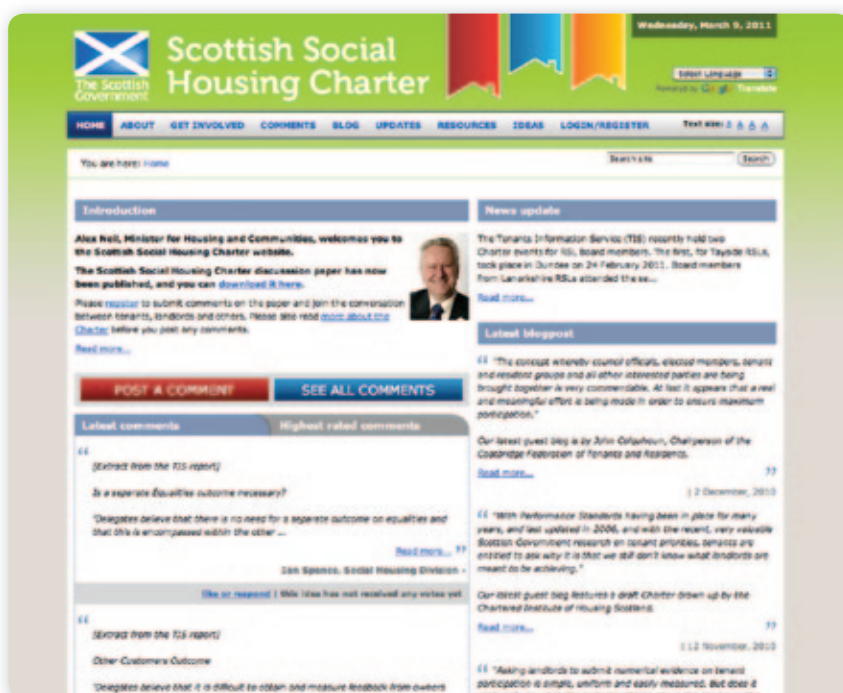 Wednesday, March 9, 2011
Scottish Social
Housing Charter
The Scottish
Government
Select Language
Powered by Google Translate
HOME ABOUT GET INVOLVED COMMENTS BLOG UPDATES RESOURCES IDEAS LOGIN/REGISTER Text size: A A A A
You are here: Home
Search site
Search
Introduction
Alex Neil, Minister for Housing and Communities, welcomes you to
the Scottish Social Housing Charter website.
The Scottish Social Housing Charter discussion paper has now
been published, and you can download it here.
Please register to submit comments on the paper and join the conversation
between tenants, landlords and others. Please also read more about the
Charter before you post any comments.
Read more...
POST A COMMENT
SEE ALL COMMENTS
Latest comments
Highest rated comments
“
[Extract from the TIS report]
Is a separate Equalities outcome necessary?
"Delegates believe that there is no need for a separate outcome on equalities and
that this is encompassed within the other ...
Read more... ”
Ian Spence, Social Housing Division -
like or respond | this idea has not received any votes yet
“
[Extract from the TIS report]
Other Customers Outcome
"Delegates believe that it is difficult to obtain and measure feedback from owners
News update
The Tenants Information Service (TIS) recently held two
Charter events for RSL board members. The first, for Tayside RSLs,
took place in Dundee on 24 February 2011. Board members
from Lanarkshire RSLs attended the se...
Read more...
Latest blogpost
“ "The concept whereby council officials, elected members, tenant
and resident groups and all other interested parties are being
brought together is very commendable. At last it appears that a real
and meaningful effort is being made in order to ensure maximum
participation."
Our latest guest blog is by John Colquhoun, Chairperson of the
Coatbridge Federation of Tenants and Residents.
Read more... ”
| 2 December, 2010
“ "With Performance Standards having been in place for many
years, and last updated in 2006, and with the recent, very valuable
Scottish Government research on tenant priorities, tenants are
entitled to ask why it is that we still don't know what landlords are
meant to be achieving."
Our latest guest blog features a draft Charter drawn up by the
Chartered Institute of Housing Scotland.
Read more... ”
| 12 November, 2010
“ "Asking landlords to submit numerical evidence on tenant
participation is simple, uniform and easily measured. But does it